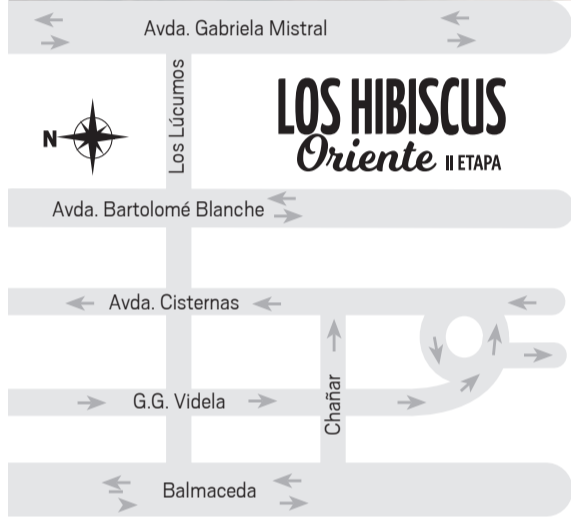 Avda. Gabriela Mistral
Los Lúcumos
N
LOS HIBISCUS
Oriente II ETAPA
Avda. Bartolomé Blanche
Avda. Cisternas
G.G. Videla
Chañar
Balmaceda